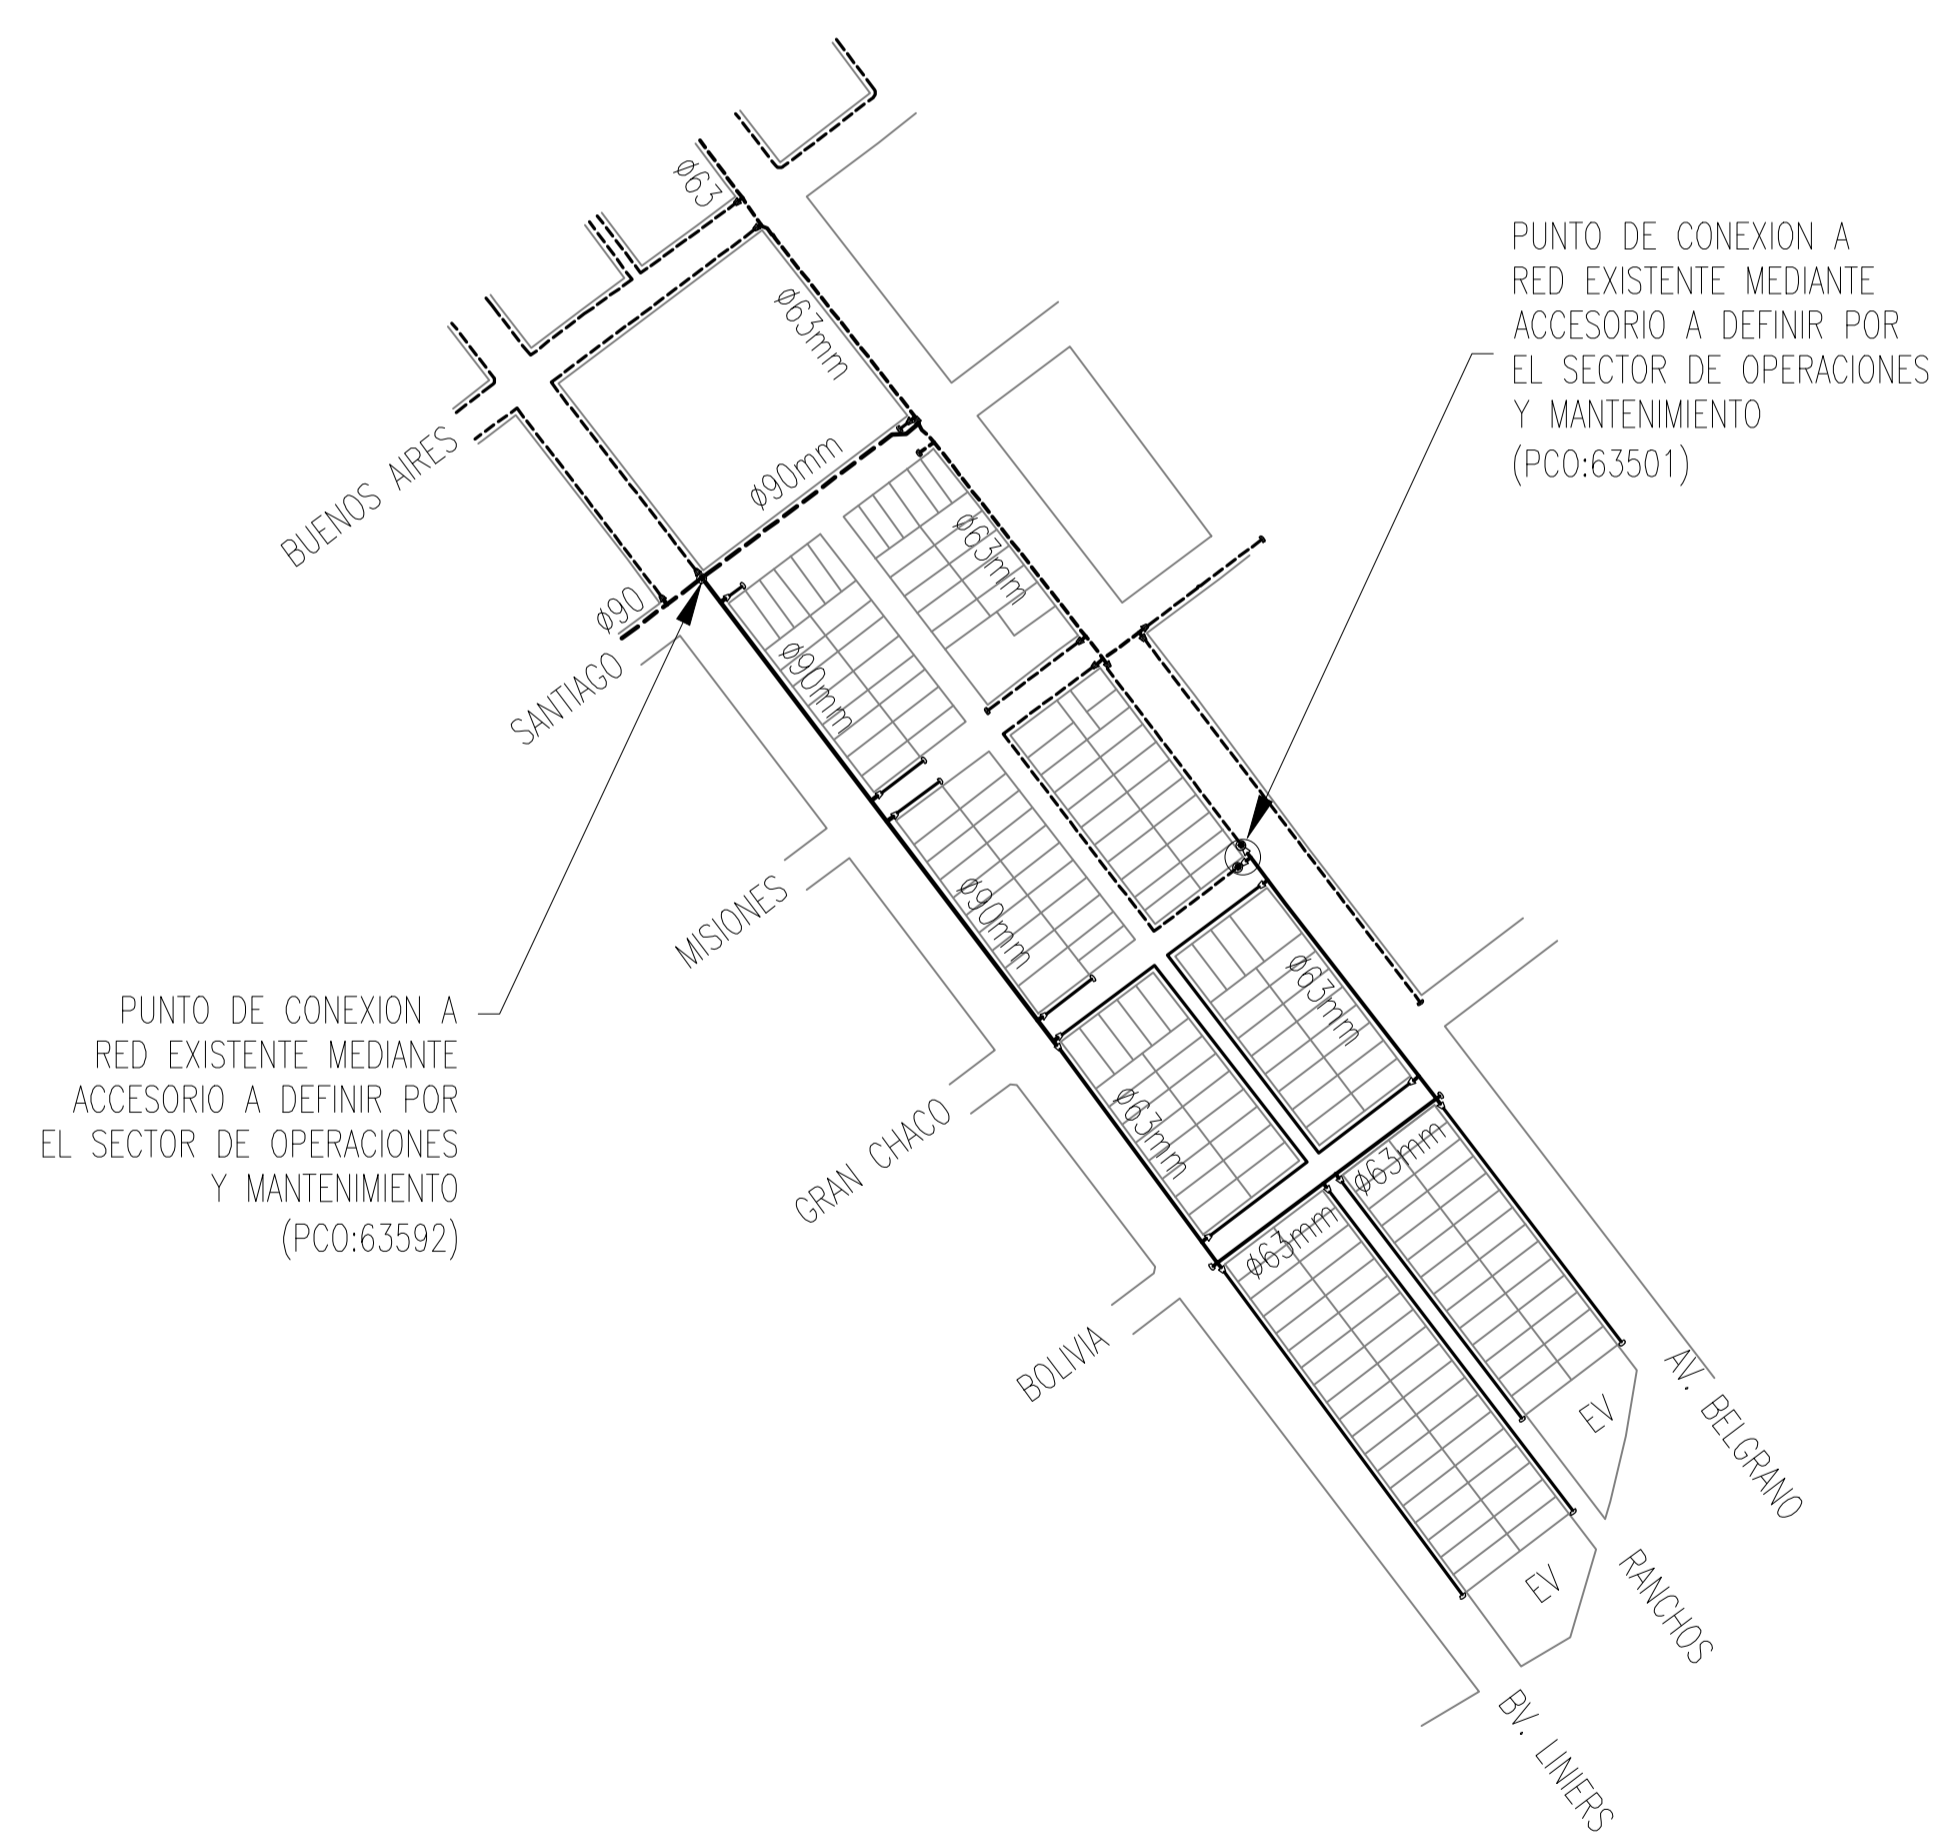 ø63
PUNTO DE CONEXION A
RED EXISTENTE MEDIANTE
ACCESORIO A DEFINIR POR
EL SECTOR DE OPERACIONES
Y MANTENIMIENTO
(PCO:63501)
ø63mm
BUENOS AIRES
ø90mm
ø63mm
ø90
SANTIAGO
ø90mm
MISIONES
ø90mm
PUNTO DE CONEXION A
RED EXISTENTE MEDIANTE
ACCESORIO A DEFINIR POR
EL SECTOR DE OPERACIONES
Y MANTENIMIENTO
(PCO:63592)
ø63mm
GRAN CHACO
ø63mm
ø63mm
ø63mm
BOLIVIA
EV
AV. BELGRANO
EV
RANCHOS
BV. LINIERS